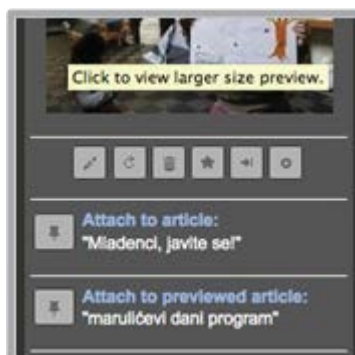 Click to view larger size preview.
Attach to article:
"Mladenci, javite se!"
Attach to previewed article:
"marulićevi dani program"